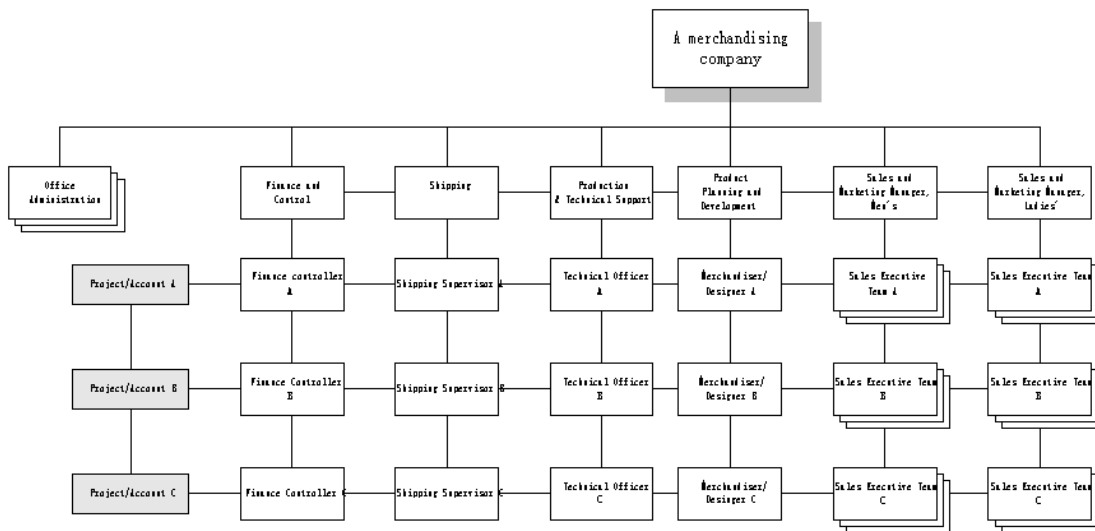 A merchandising
company
Office
Administration
Finance and
Control
Shipping
Production
& Technical Support
Product
Planning and
Development
Sales and
Marketing Manager,
Men's
Sales and
Marketing Manager,
Ladies'
Project/Account A
Finance controller
A
Shipping Supervisor A
Technical Officer
A
Merchandiser/
Designer A
Sales Executive
Team A
Sales Executive Team
A
Project/Account B
Finance Controller
B
Shipping Supervisor B
Technical Officer
B
Merchandiser/
Designer B
Sales Executive Team
B
Sales Executive Team
B
Project/Account C
Finance Controller C
Shipping Supervisor C
Technical Officer
C
Merchandiser/
Desinger C
Sales Executive Team
C
Sales Executive Team
C